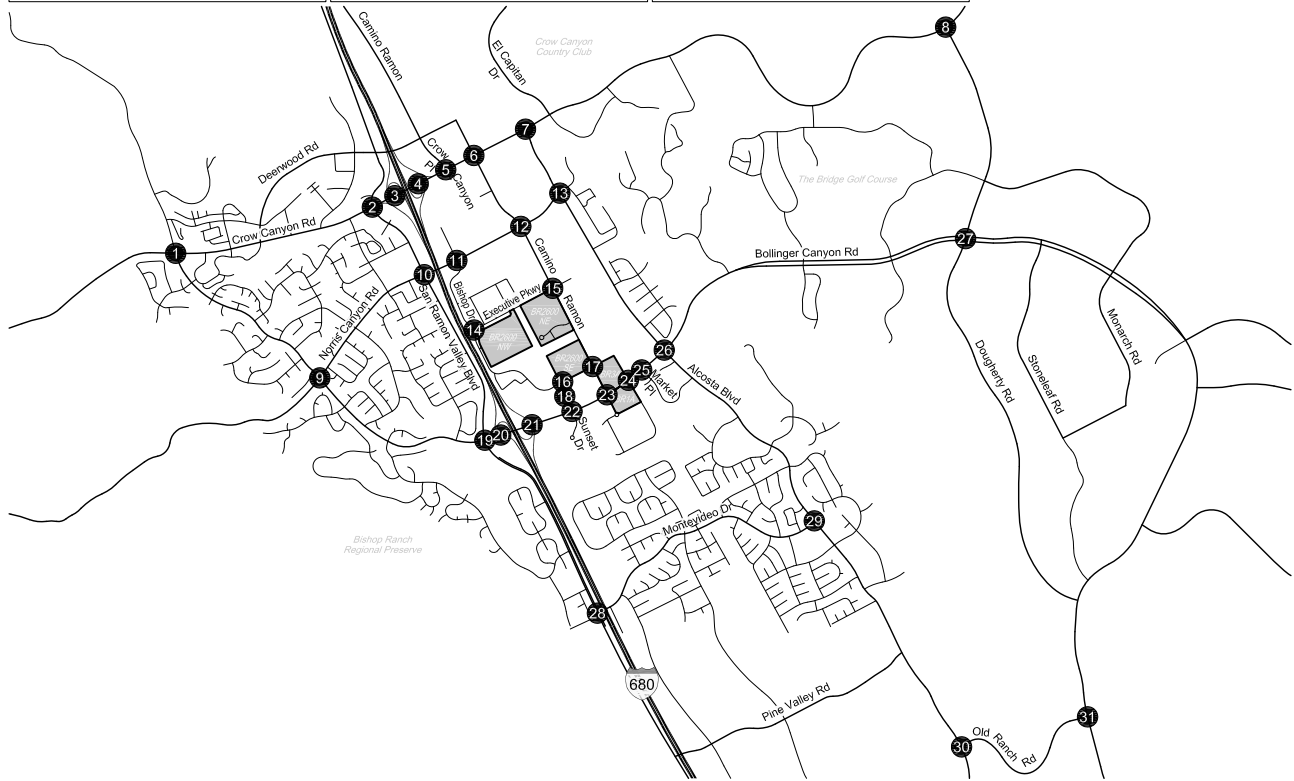 Camino Ramon
El Capitan
Dr
Crow Canyon
Country Club
8
7
Deerwood Rd
Crow
Canyon
Pl
6
5
4
3
2
13
The Bridge Golf Course
Crow Canyon Rd
1
12
27
Bollinger Canyon Rd
11
10
Camino
Ramon
15
Bishop Dr
Executive Pkwy
San Ramon Valley Blvd
BR2600
NE
14
BR2600
NW
Norris Canyon Rd
Monarch Rd
26
Dougherty Rd
Stoneleaf Rd
17
25
24
Market
Pl
Alcosta Blvd
9
16
18
23
22
21
20
19
Sunset
Dr
Montevideo Dr
29
Bishop Ranch
Regional Preserve
28
680
Pine Valley Rd
31
30
Old Ranch Rd